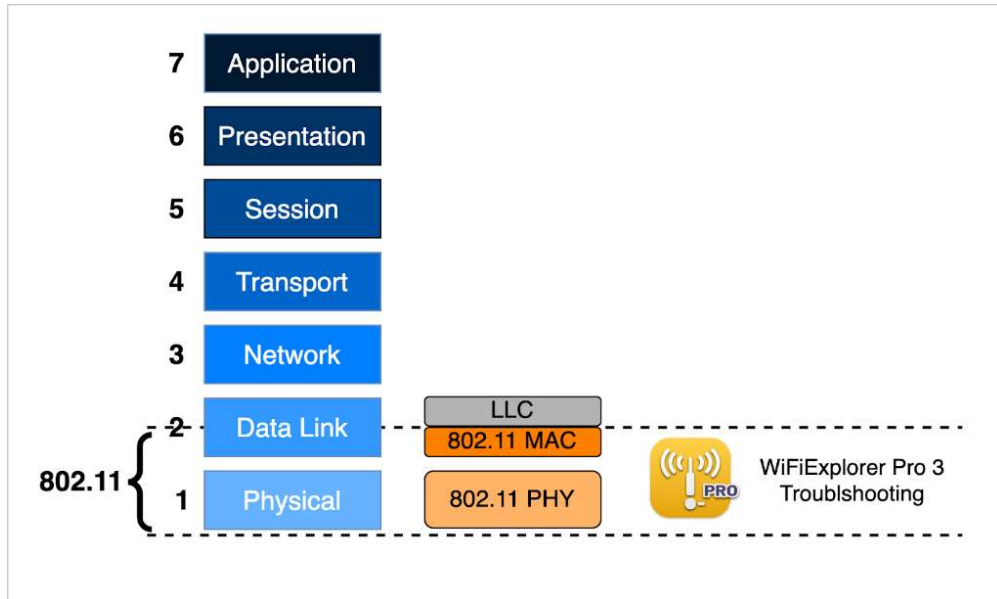 7 Application
6 Presentation
5 Session
4 Transport
3 Network
2 Data Link
LLC
802.11 MAC
802.11
1 Physical
802.11 PHY
PRO
WiFiExplorer Pro 3
Troublshooting